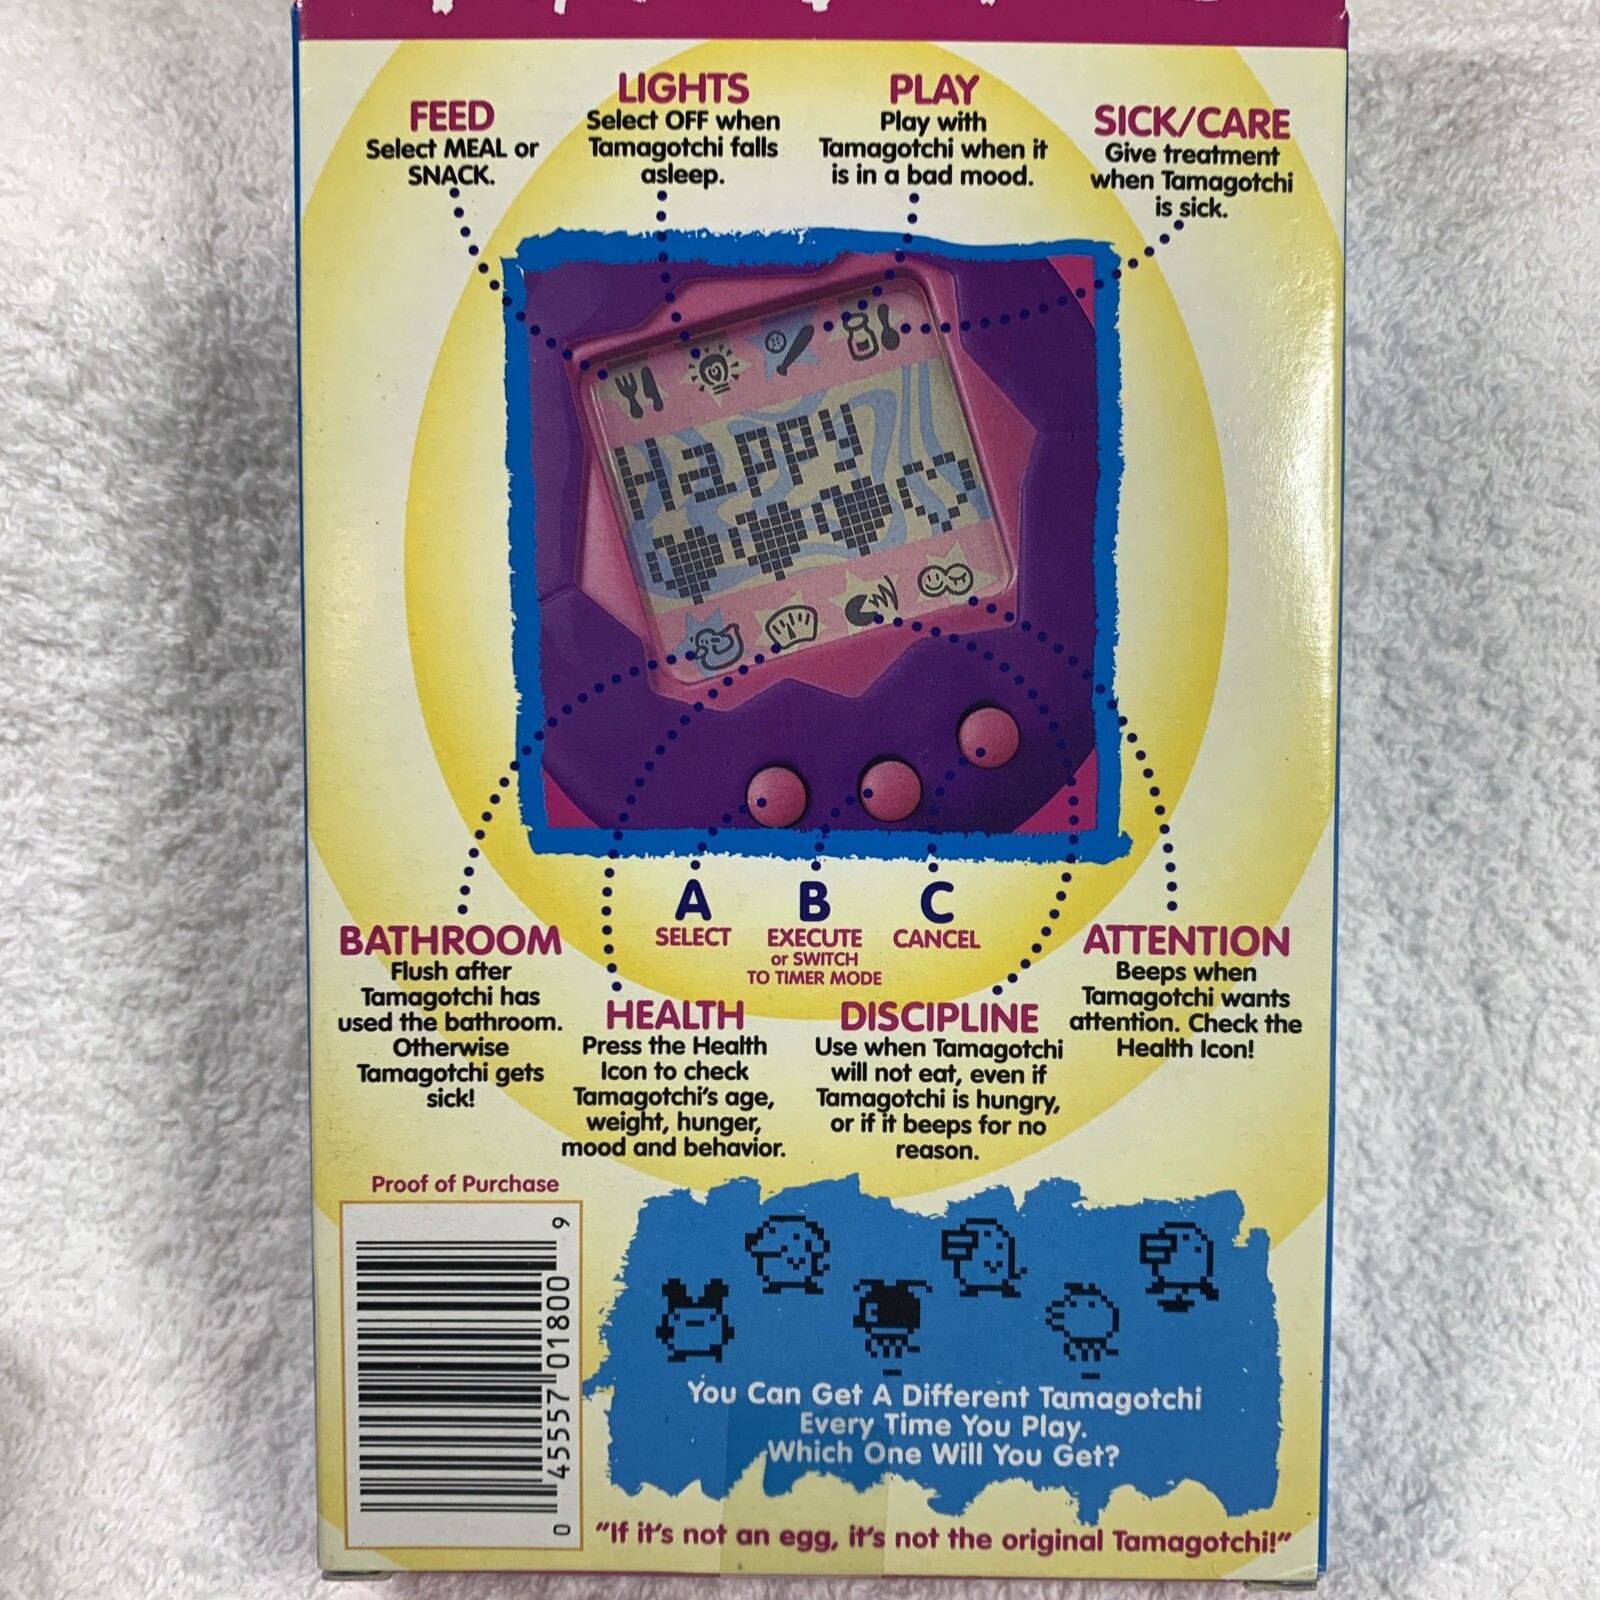 FEED
Select MEAL or
SNACK.
LIGHTS
Select OFF when
Tamagotchi falls
asleep.
PLAY
Play with
Tamagotchi when it
is in a bad mood.
SICK/CARE
Give treatment
when Tamagotchi
is sick.
Happy
A
SELECT
B
EXECUTE
or SWITCH
TO TIMER MODE
C
CANCEL
BATHROOM
Flush after
Tamagotchi has
used the bathroom.
Otherwise
Tamagotchi gets
sick!
HEALTH
Press the Health
Icon to check
Tamagotchi's age,
weight, hunger,
mood and behavior.
DISCIPLINE
Use when Tamagotchi
will not eat, even if
Tamagotchi is hungry,
or if it beeps for no
reason.
ATTENTION
Beeps when
Tamagotchi wants
attention. Check the
Health Icon!
Proof of Purchase
0 45557 01800 9
You Can Get A Different Tamagotchi
Every Time You Play.
Which One Will You Get?
"If it's not an egg, it's not the original Tamagotchi!"